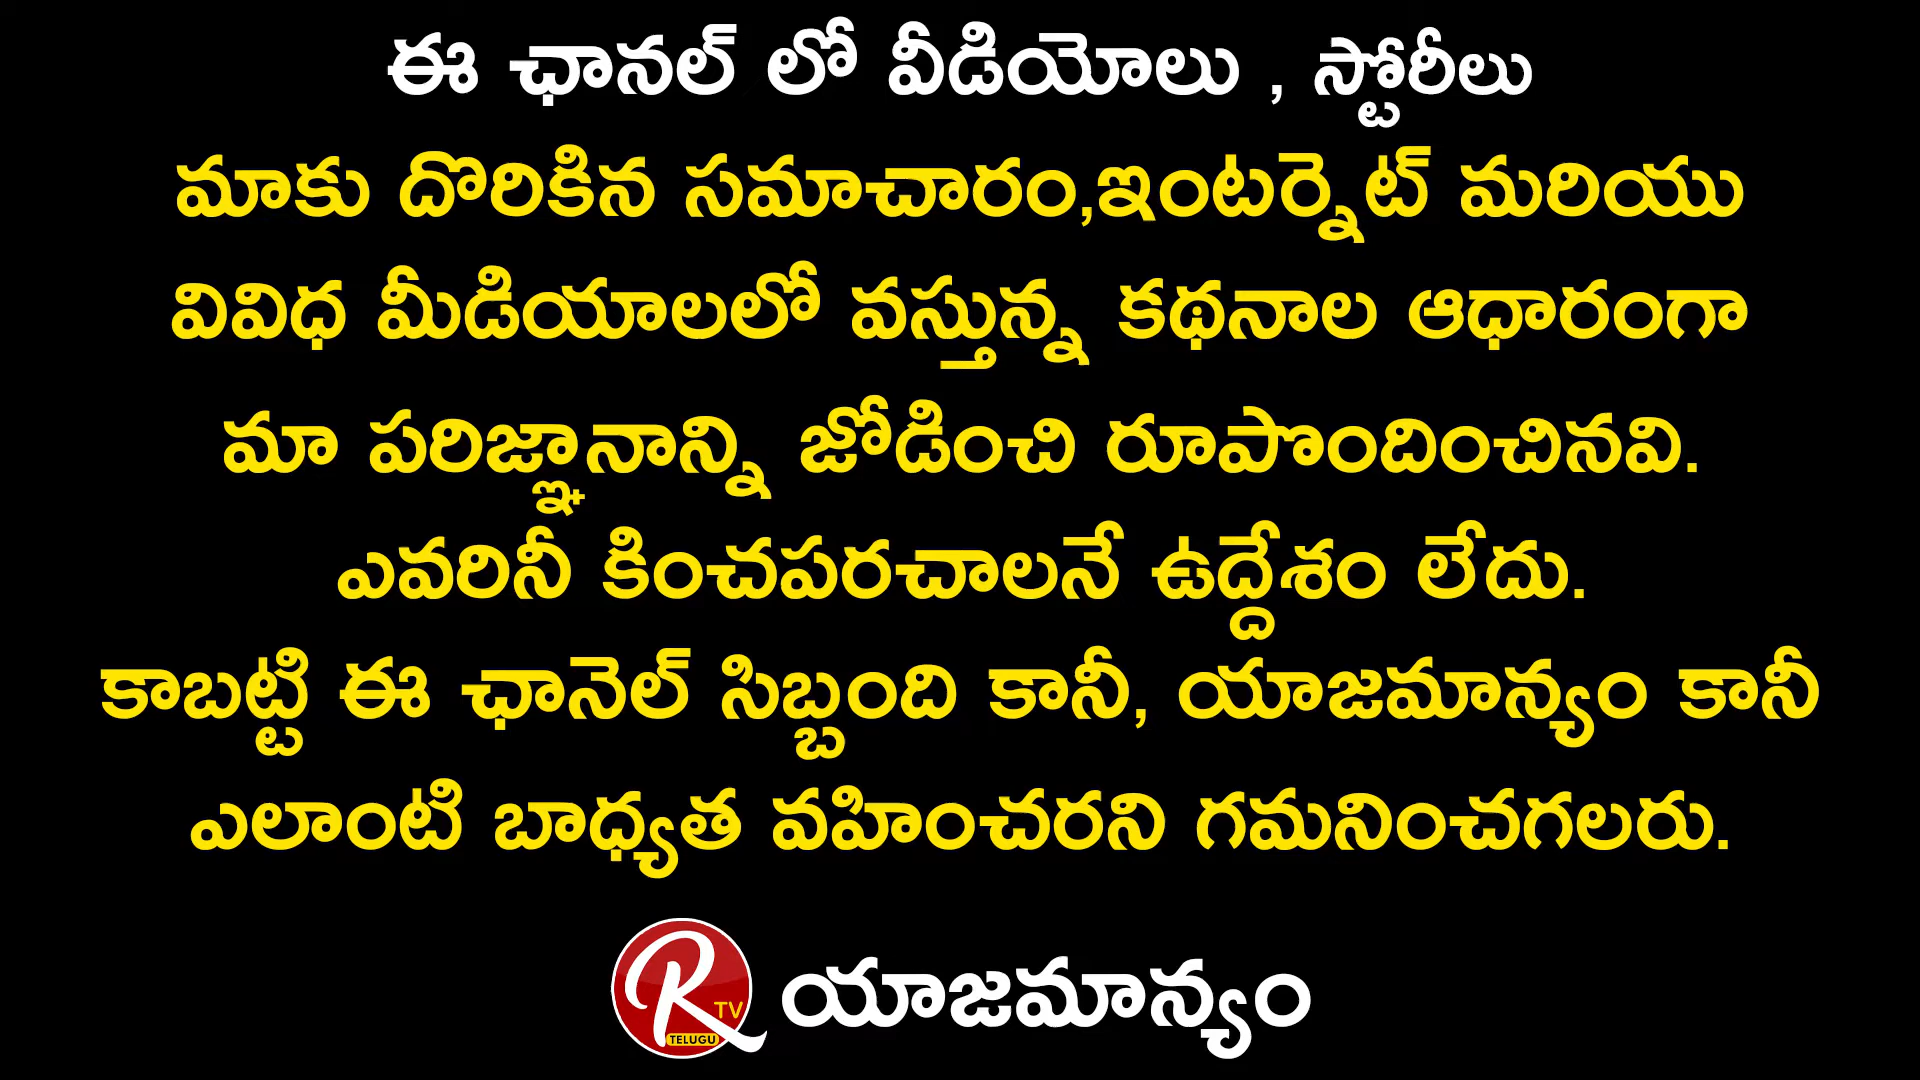 ఈ ఛానల్ లో వీడియోలు , స్టోరీలు
మాకు దొరికిన సమాచారం,ఇంటర్నెట్ మరియు
వివిధ మీడియాలలో వస్తున్న కథనాల ఆధారంగా
మా పరిజ్ఞానాన్ని జోడించి రూపొందించినవి.
ఎవరినీ కించపరచాలనే ఉద్దేశం లేదు.
కాబట్టి ఈ ఛానెల్ సిబ్బంది కానీ, యాజమాన్యం కానీ
ఎలాంటి బాధ్యత వహించరని గమనించగలరు.
R TV TELUGU యాజమాన్యం